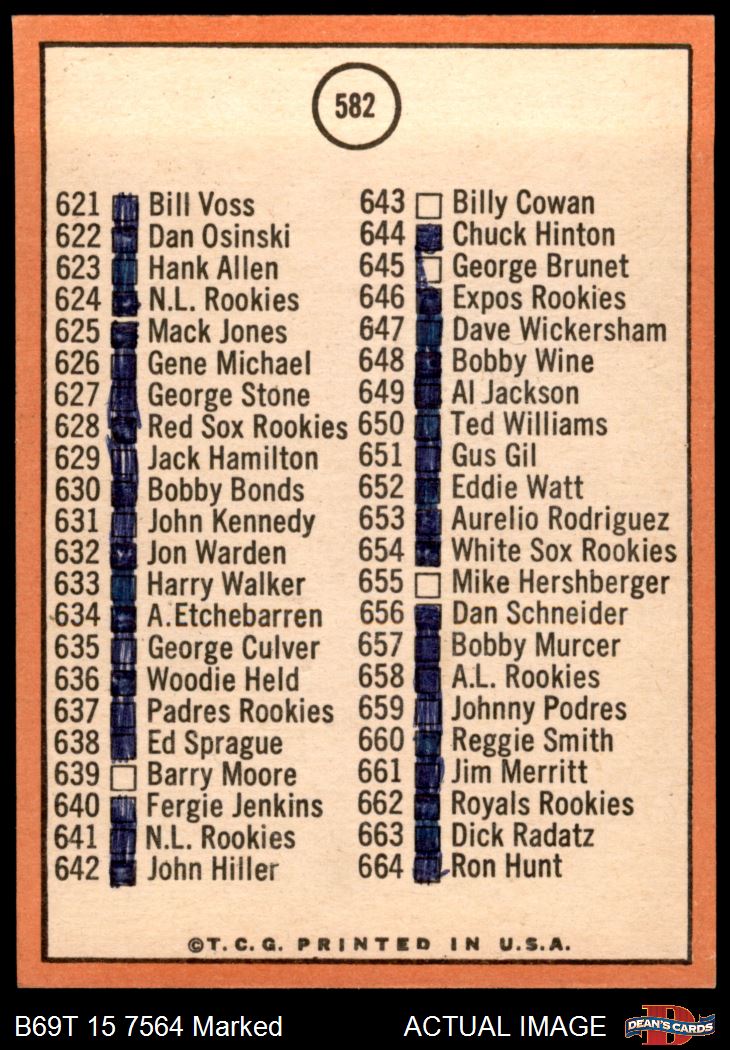 582
621 Bill Voss
622 Dan Osinski
623 Hank Allen
624 N.L. Rookies
625 Mack Jones
626 Gene Michael
627 George Stone
628 Red Sox Rookies
629 Jack Hamilton
630 Bobby Bonds
631 John Kennedy
632 Jon Warden
633 Harry Walker
634 A.Etchebarren
635 George Culver
636 Woodie Held
637 Padres Rookies
638 Ed Sprague
639 Barry Moore
640 Fergie Jenkins
641 N.L. Rookies
642 John Hiller
643 Billy Cowan
644 Chuck Hinton
645 George Brunet
646 Expos Rookies
647 Dave Wickersham
648 Bobby Wine
649 Al Jackson
650 Ted Williams
651 Gus Gil
652 Eddie Watt
653 Aurelio Rodriguez
654 White Sox Rookies
655 Mike Hershberger
656 Dan Schneider
657 Bobby Murcer
658 A.L. Rookies
659 Johnny Podres
660 Reggie Smith
661 Jim Merritt
662 Royals Rookies
663 Dick Radatz
664 Ron Hunt
©T.C.G. PRINTED IN U.S.A.
B69T 15 7564 Marked ACTUAL IMAGE
DEAN'S CARDS